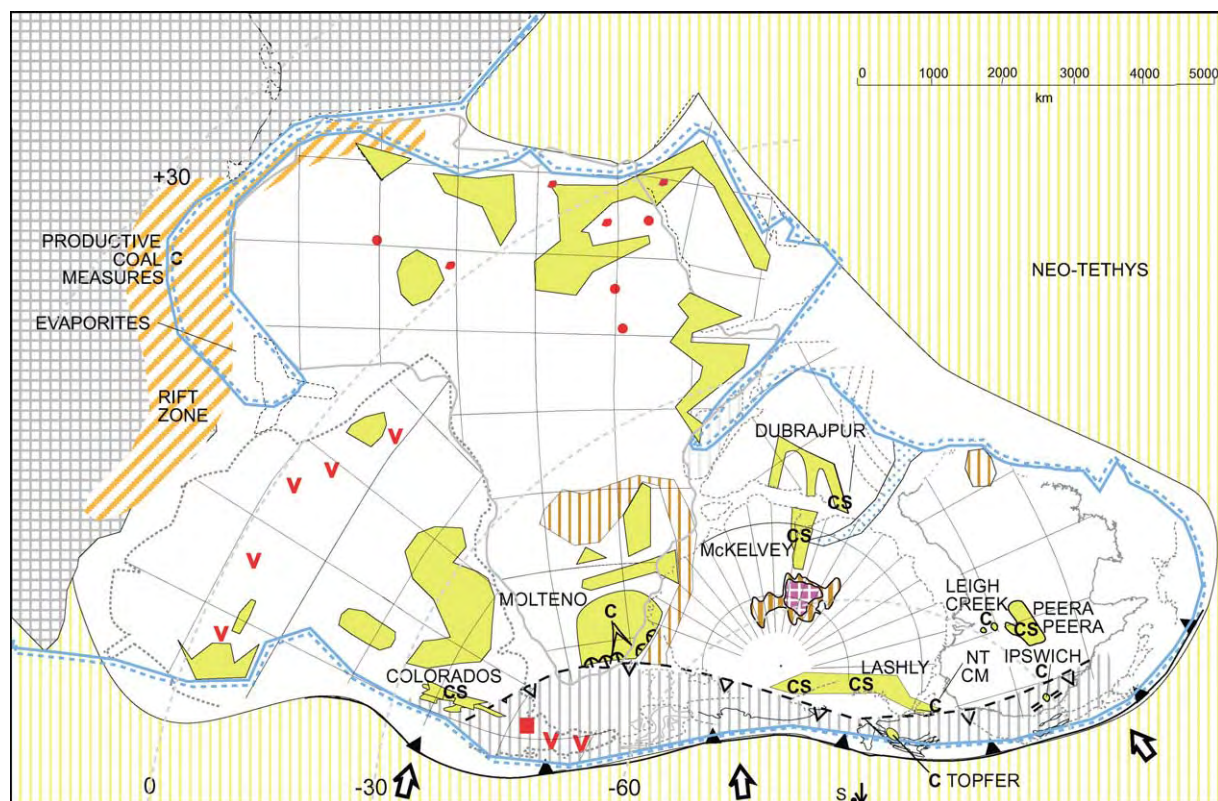 0 1000 2000 3000 4000 5000
km
+30
PRODUCTIVE
COAL C
MEASURES
EVAPORITES
RIFT
ZONE
NEO-TETHYS
V
V
V
V
V
DUBRAJPUR
CS
CS
McKELVEY
MOLTENO
C
LEIGH
CREEK
C
PEERA
PEERA
CS
NT
CM
IPSWICH
C
LASHLY
CS
CS
C
COLORADOS
CS
V
V
C TOPFER
0
-30
-60
S